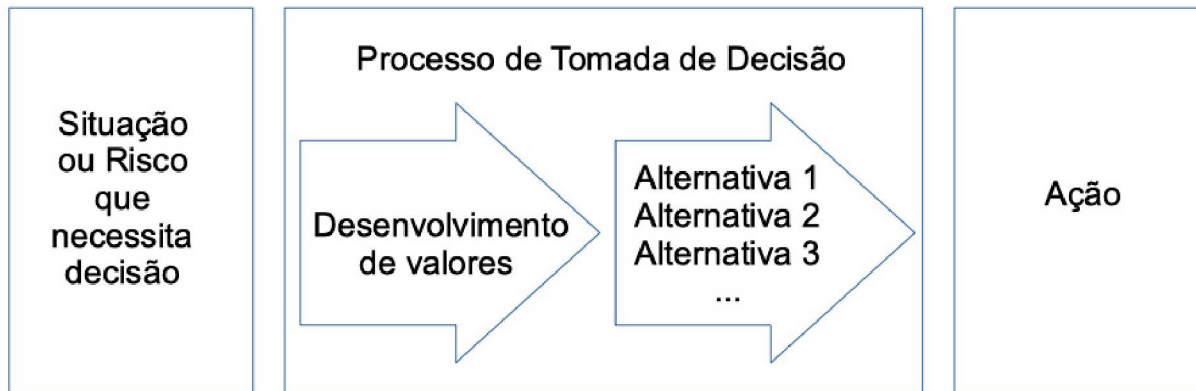 Situação
ou Risco
que
necessita
decisão
Processo de Tomada de Decisão
Desenvolvimento
de valores
Alternativa 1
Alternativa 2
Alternativa 3
...
Ação